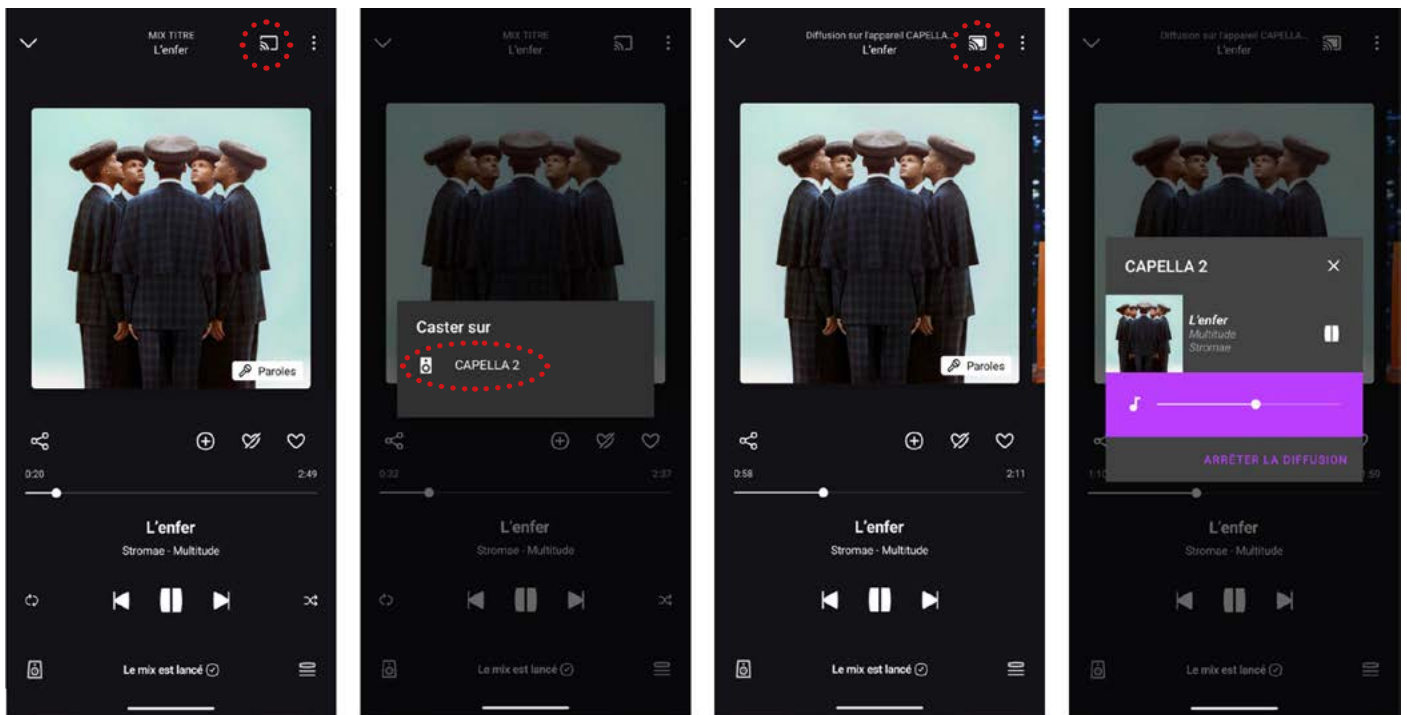 MIX TITRE
L'enfer
Paroles
0:20
2:49
L'enfer
Stromae - Multitude
Le mix est lancé
MIX TITRE
L'enfer
Caster sur
CAPELLA 2
0:32
2:37
L'enfer
Stromae - Multitude
Le mix est lancé
Diffusion sur l'appareil CAPELLA...
L'enfer
Paroles
0:58
2:11
L'enfer
Stromae - Multitude
Le mix est lancé
Diffusion sur l'appareil CAPELLA...
L'enfer
CAPELLA 2
L'enfer
Multitude
Stromae
ARRÊTER LA DIFFUSION
L'enfer
Stromae - Multitude
Le mix est lancé